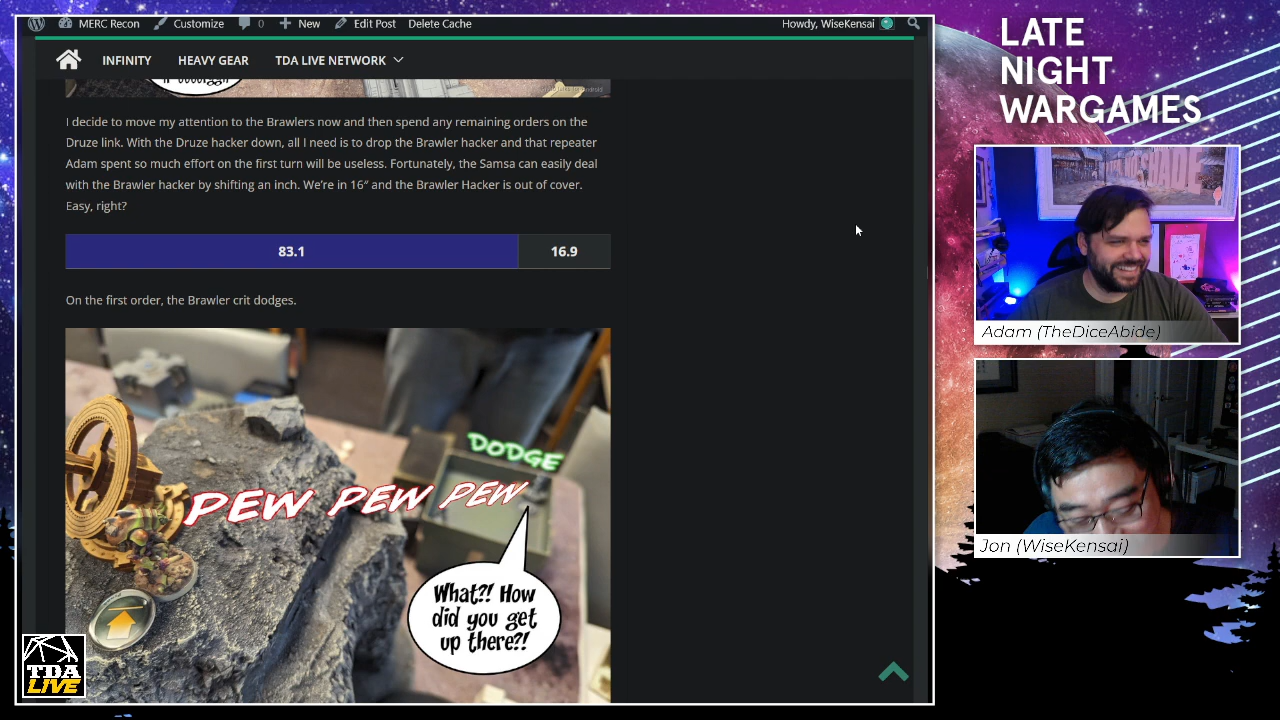 MERC Recon
Customize
0
New
Edit Post
Delete Cache
Howdy, WiseKensai
INFINITY
HEAVY GEAR
TDA LIVE NETWORK
I decide to move my attention to the Brawlers now and then spend any remaining orders on the
Druze link. With the Druze hacker down, all I need is to drop the Brawler hacker and that repeater
Adam spent so much effort on the first turn will be useless. Fortunately, the Samsa can easily deal
with the Brawler hacker by shifting an inch. We're in 16″ and the Brawler Hacker is out of cover.
Easy, right?
83.1
16.9
On the first order, the Brawler crit dodges.
DODGE
PEW PEW PEW
What?! How
did you get
up there?!
TDA
LIVE
LATE
NIGHT
WARGAMES
Adam (TheDiceAbide)
Jon (WiseKensai)